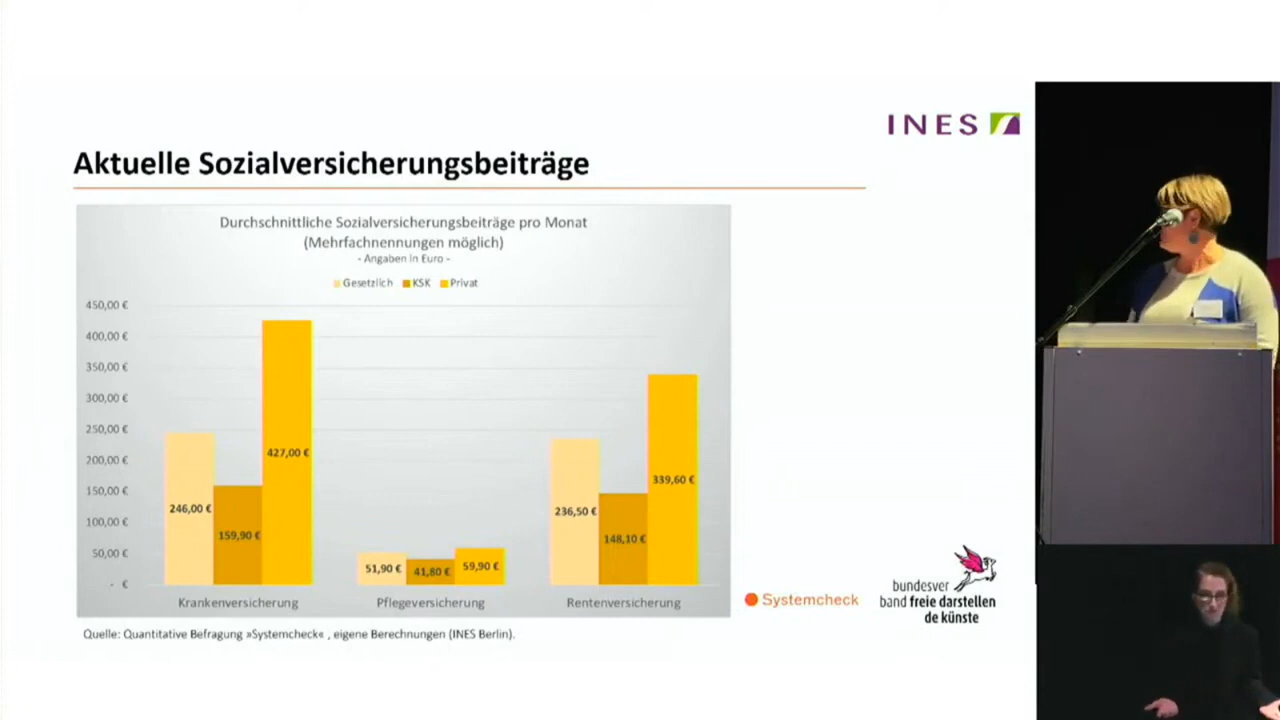 INES
Aktuelle Sozialversicherungsbeiträge
Durchschnittliche Sozialversicherungsbeiträge pro Monat
(Mehrfachnennungen möglich)
- Angaben in Euro -
Gesetzlich KSK Privat
450,00 €
400,00 €
350,00 €
300,00 €
250,00 €
200,00 €
150,00 €
100,00 €
50,00 €
- €
246,00 €
159,90 €
427,00 €
51,90 €
41,80 €
59,90 €
236,50 €
148,10 €
339,60 €
Krankenversicherung Pflegeversicherung Rentenversicherung
Quelle: Quantitative Befragung »Systemcheck« , eigene Berechnungen (INES Berlin).
Systemcheck
bundesver
band freie darstellen
de künste